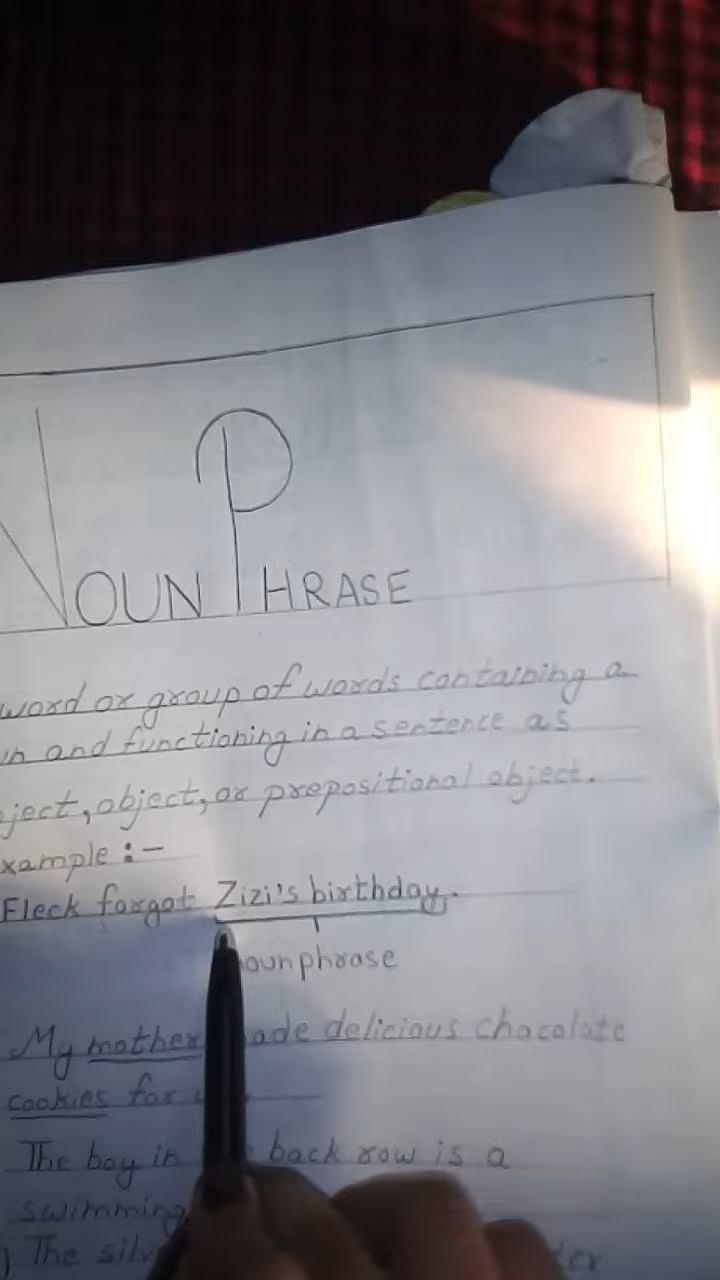 NOUN PHRASE
word or group of words containing a
un and functioning in a sentence as
ject, object, or prepositional object.
xample :-
Fleck forgot Zizi's birthday.
ounphrase
My mother ade delicious chocolate
cookies for
The boy in back row is a
swimming
) The silv